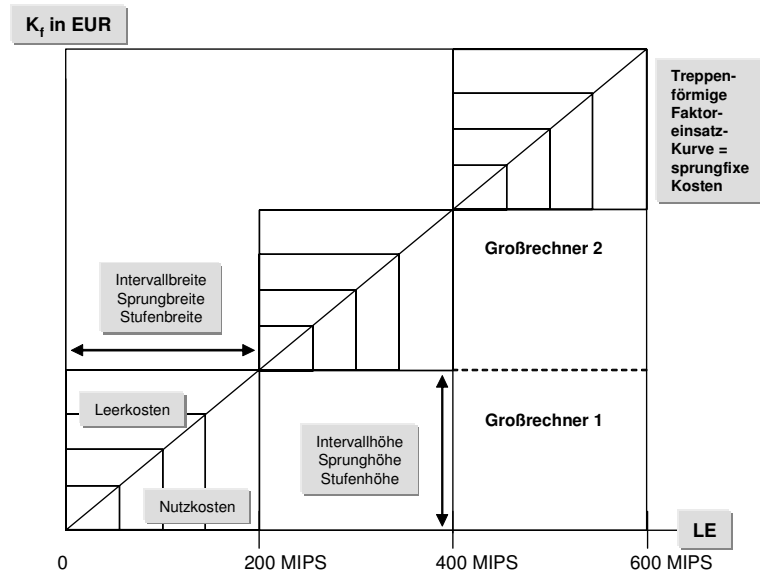 K_f in EUR
Treppen-
förmige
Faktor-
einsatz-
Kurve =
sprungfixe
Kosten
Großrechner 2
Intervallbreite
Sprungbreite
Stufenbreite
Leerkosten
Großrechner 1
Intervallhöhe
Sprunghöhe
Stufenhöhe
Nutzkosten
LE
0
200 MIPS
400 MIPS
600 MIPS